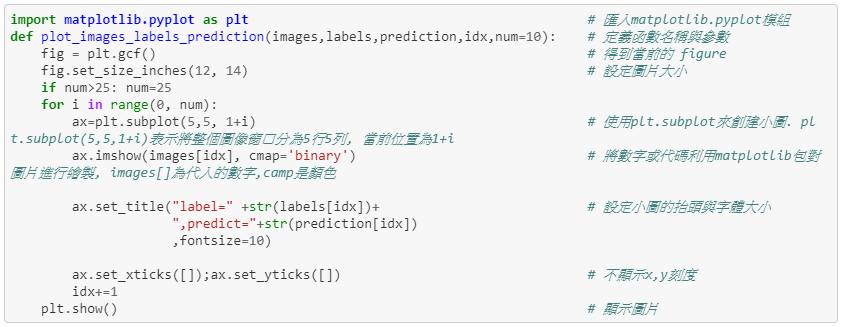 import matplotlib.pyplot as plt # 匯入matplotlib.pyplot模組
def plot_images_labels_prediction(images,labels,prediction,idx,num=10): # 定義函數名稱與參數
fig = plt.gcf() # 得到當前的 figure
fig.set_size_inches(12, 14) # 設定圖片大小
if num>25: num=25
for i in range(0, num):
ax=plt.subplot(5,5, 1+i) # 使用plt.subplot來創建小圖. pl
t.subplot(5,5,1+i)表示將整個圖像窗口分為5行5列, 當前位置為1+i
ax.imshow(images[idx], cmap='binary') # 將數字或代碼利用matplotlib包對
圖片進行繪製, images[]為代入的數字,camp是顏色
ax.set_title("label=" +str(labels[idx])+ # 設定小圖的抬頭與字體大小
",predict="+str(prediction[idx])
,fontsize=10)
ax.set_xticks([]);ax.set_yticks([]) # 不顯示x,y刻度
idx+=1
plt.show() # 顯示圖片